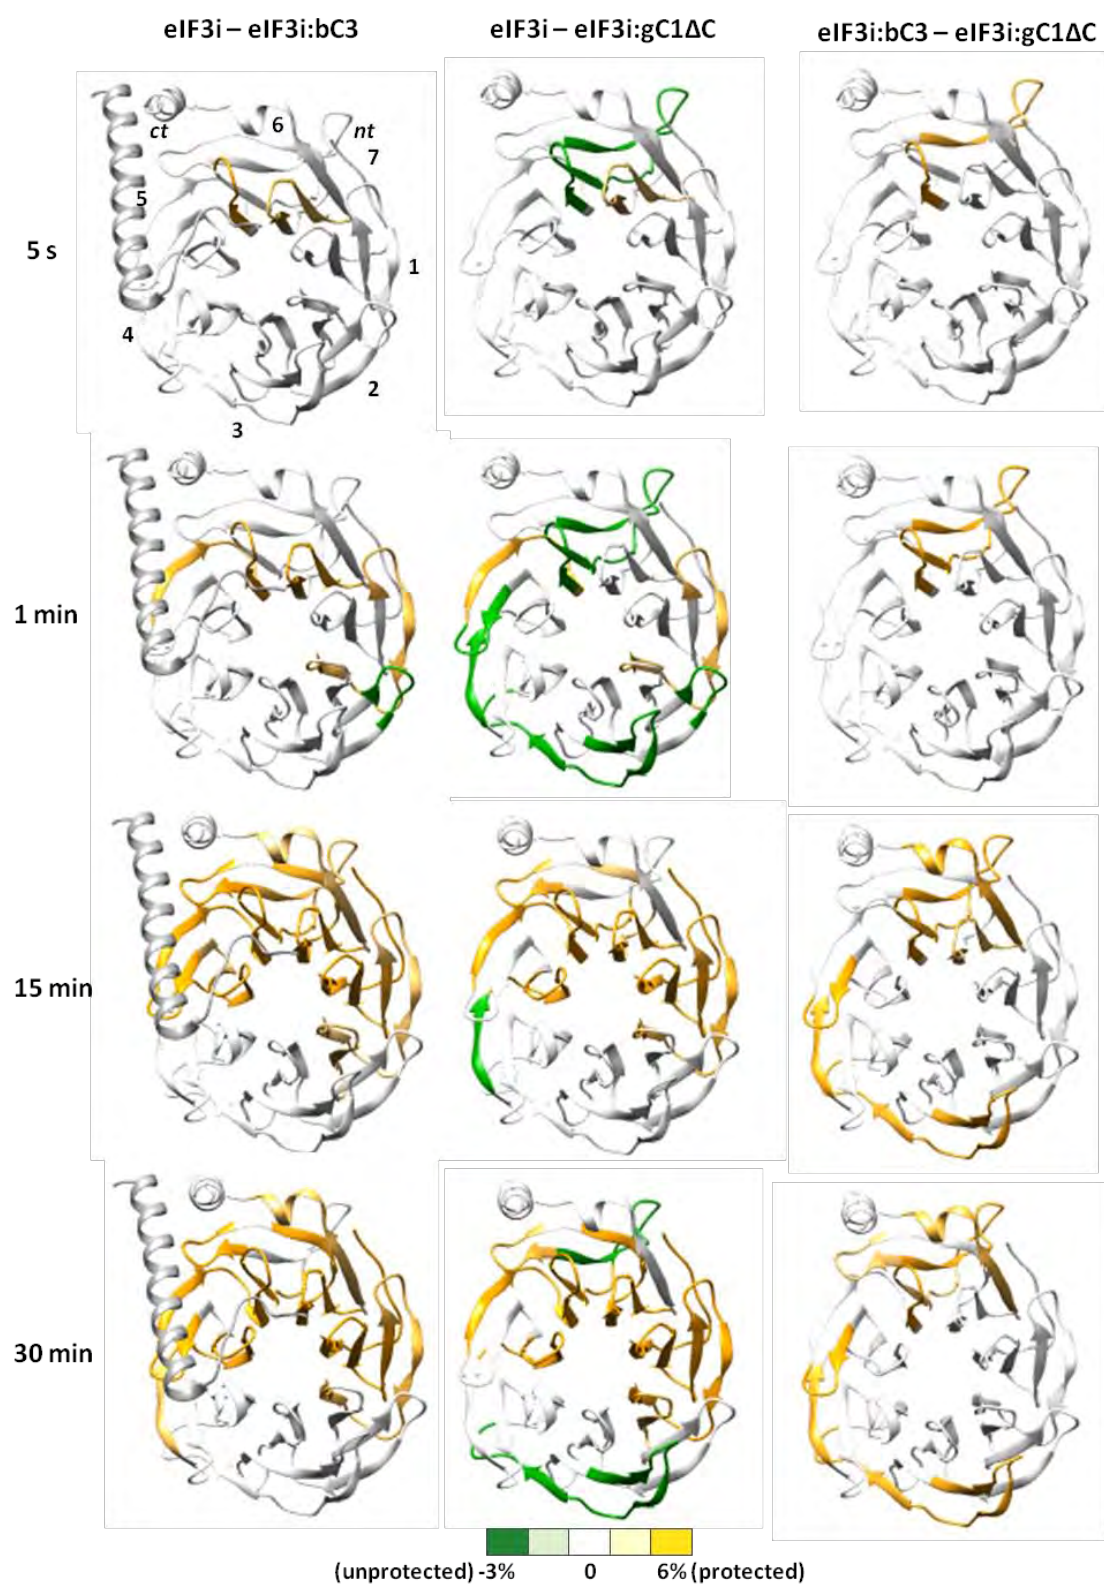 eIF3i – eIF3i:bC3 eIF3i – eIF3i:gC1ΔC eIF3i:bC3 – eIF3i:gC1ΔC
ct 6 nt
7
5
5 s
1
4
2
3
1 min
15 min
30 min
(unprotected) -3% 0 6% (protected)